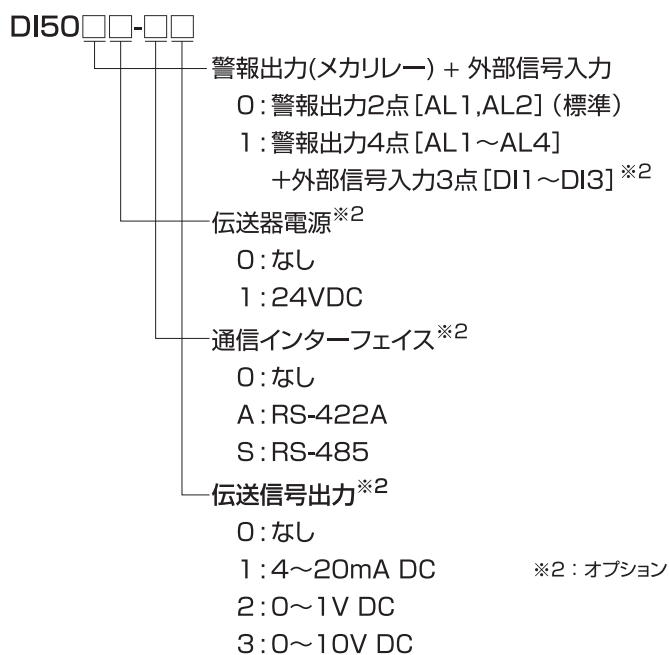 DI50□□-□□
警報出力(メカリレー) + 外部信号入力
0:警報出力2点[AL1,AL2](標準)
1:警報出力4点[AL1~AL4]
+外部信号入力3点[DI1~DI3]※2
伝送器電源※2
0:なし
1:24VDC
通信インターフェイス※2
0:なし
A:RS-422A
S:RS-485
伝送信号出力※2
0:なし
1:4~20mA DC ※2:オプション
2:0~1V DC
3:0~10V DC